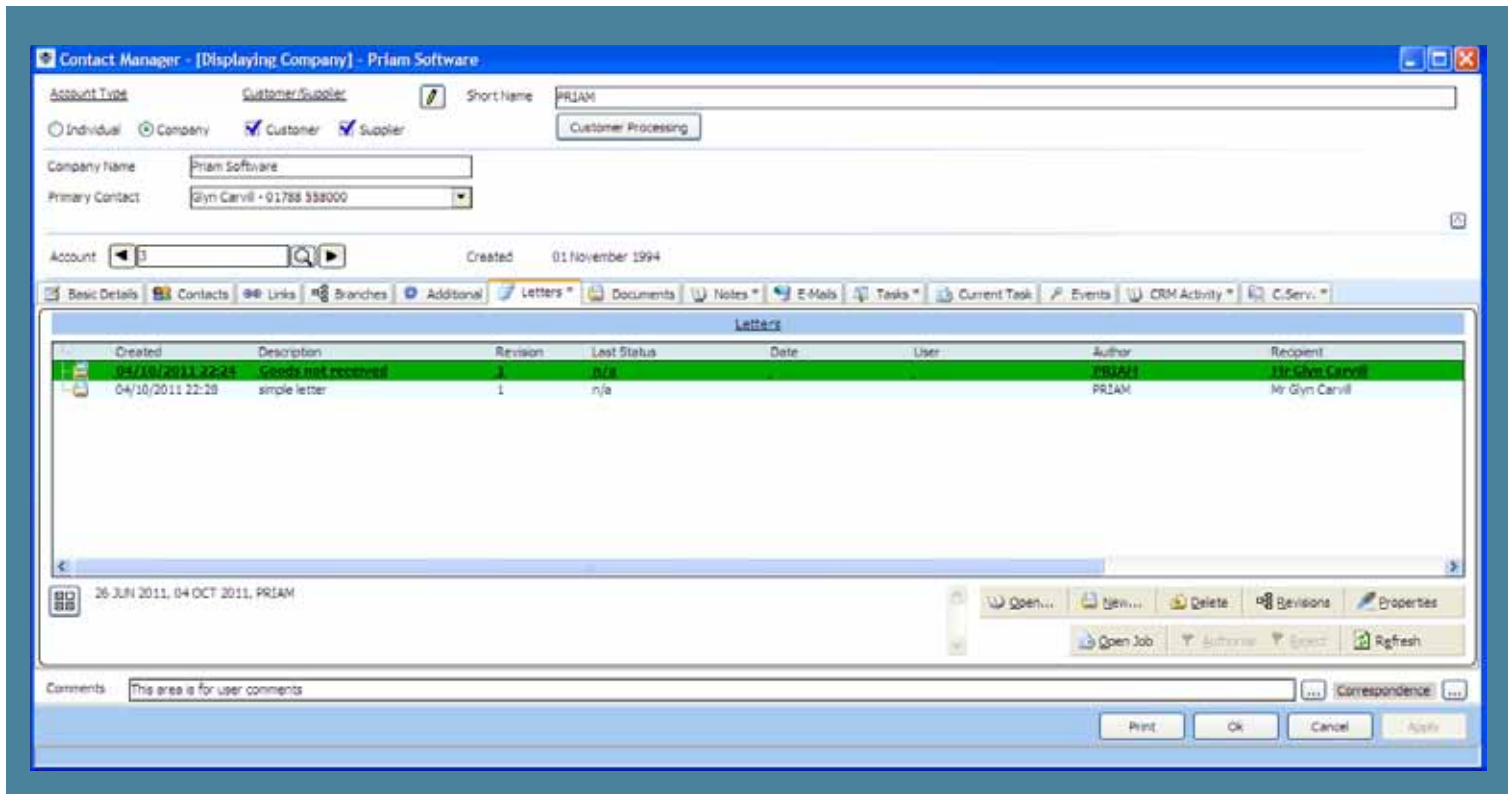 Contact Manager - [Displaying Company] - Priam Software
Account Type Customer/Supplier Short Name PRIAM
Individual Company Customer Supplier Customer Processing
Company Name Priam Software
Primary Contact Glyn Carvill - 01788 558000
Account 3 Created 01 November 1994
Basic Details Contacts Links Branches Additional Letters * Documents Notes * E-Mails Tasks * Current Task Events CRM Activity * C.Serv. *
Letters
Created Description Revision Last Status Date User Author Recipient
04/10/2011 22:24 Goods not received 1 n/a PRIAM Mr Glyn Carvill
04/10/2011 22:28 simple letter 1 n/a PRIAM Mr Glyn Carvill
26 JUN 2011, 04 OCT 2011, PRIAM
Open... New... Delete Revisions Properties
Open Job Authorise Reject Refresh
Comments This area is for user comments ... Correspondence ...
Print Ok Cancel Apply